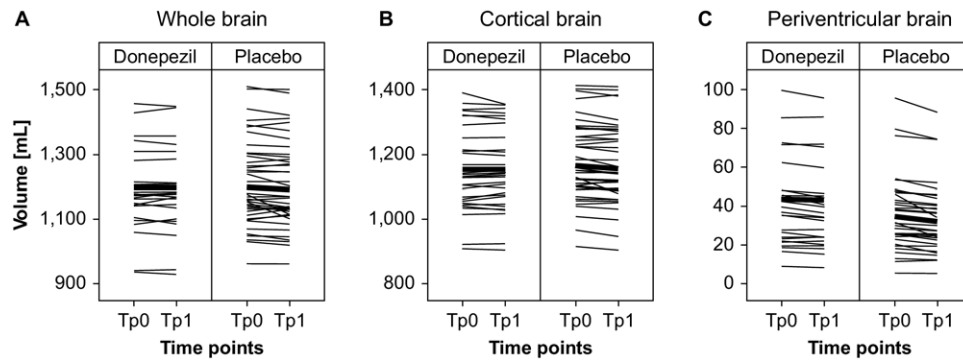 A Whole brain
Donepezil Placebo
Volume [mL]
1,500
1,300
1,100
900
Tp0 Tp1 Tp0 Tp1
Time points
B Cortical brain
Donepezil Placebo
1,400
1,200
1,000
800
Tp0 Tp1 Tp0 Tp1
Time points
C Periventricular brain
Donepezil Placebo
100
80
60
40
20
0
Tp0 Tp1 Tp0 Tp1
Time points